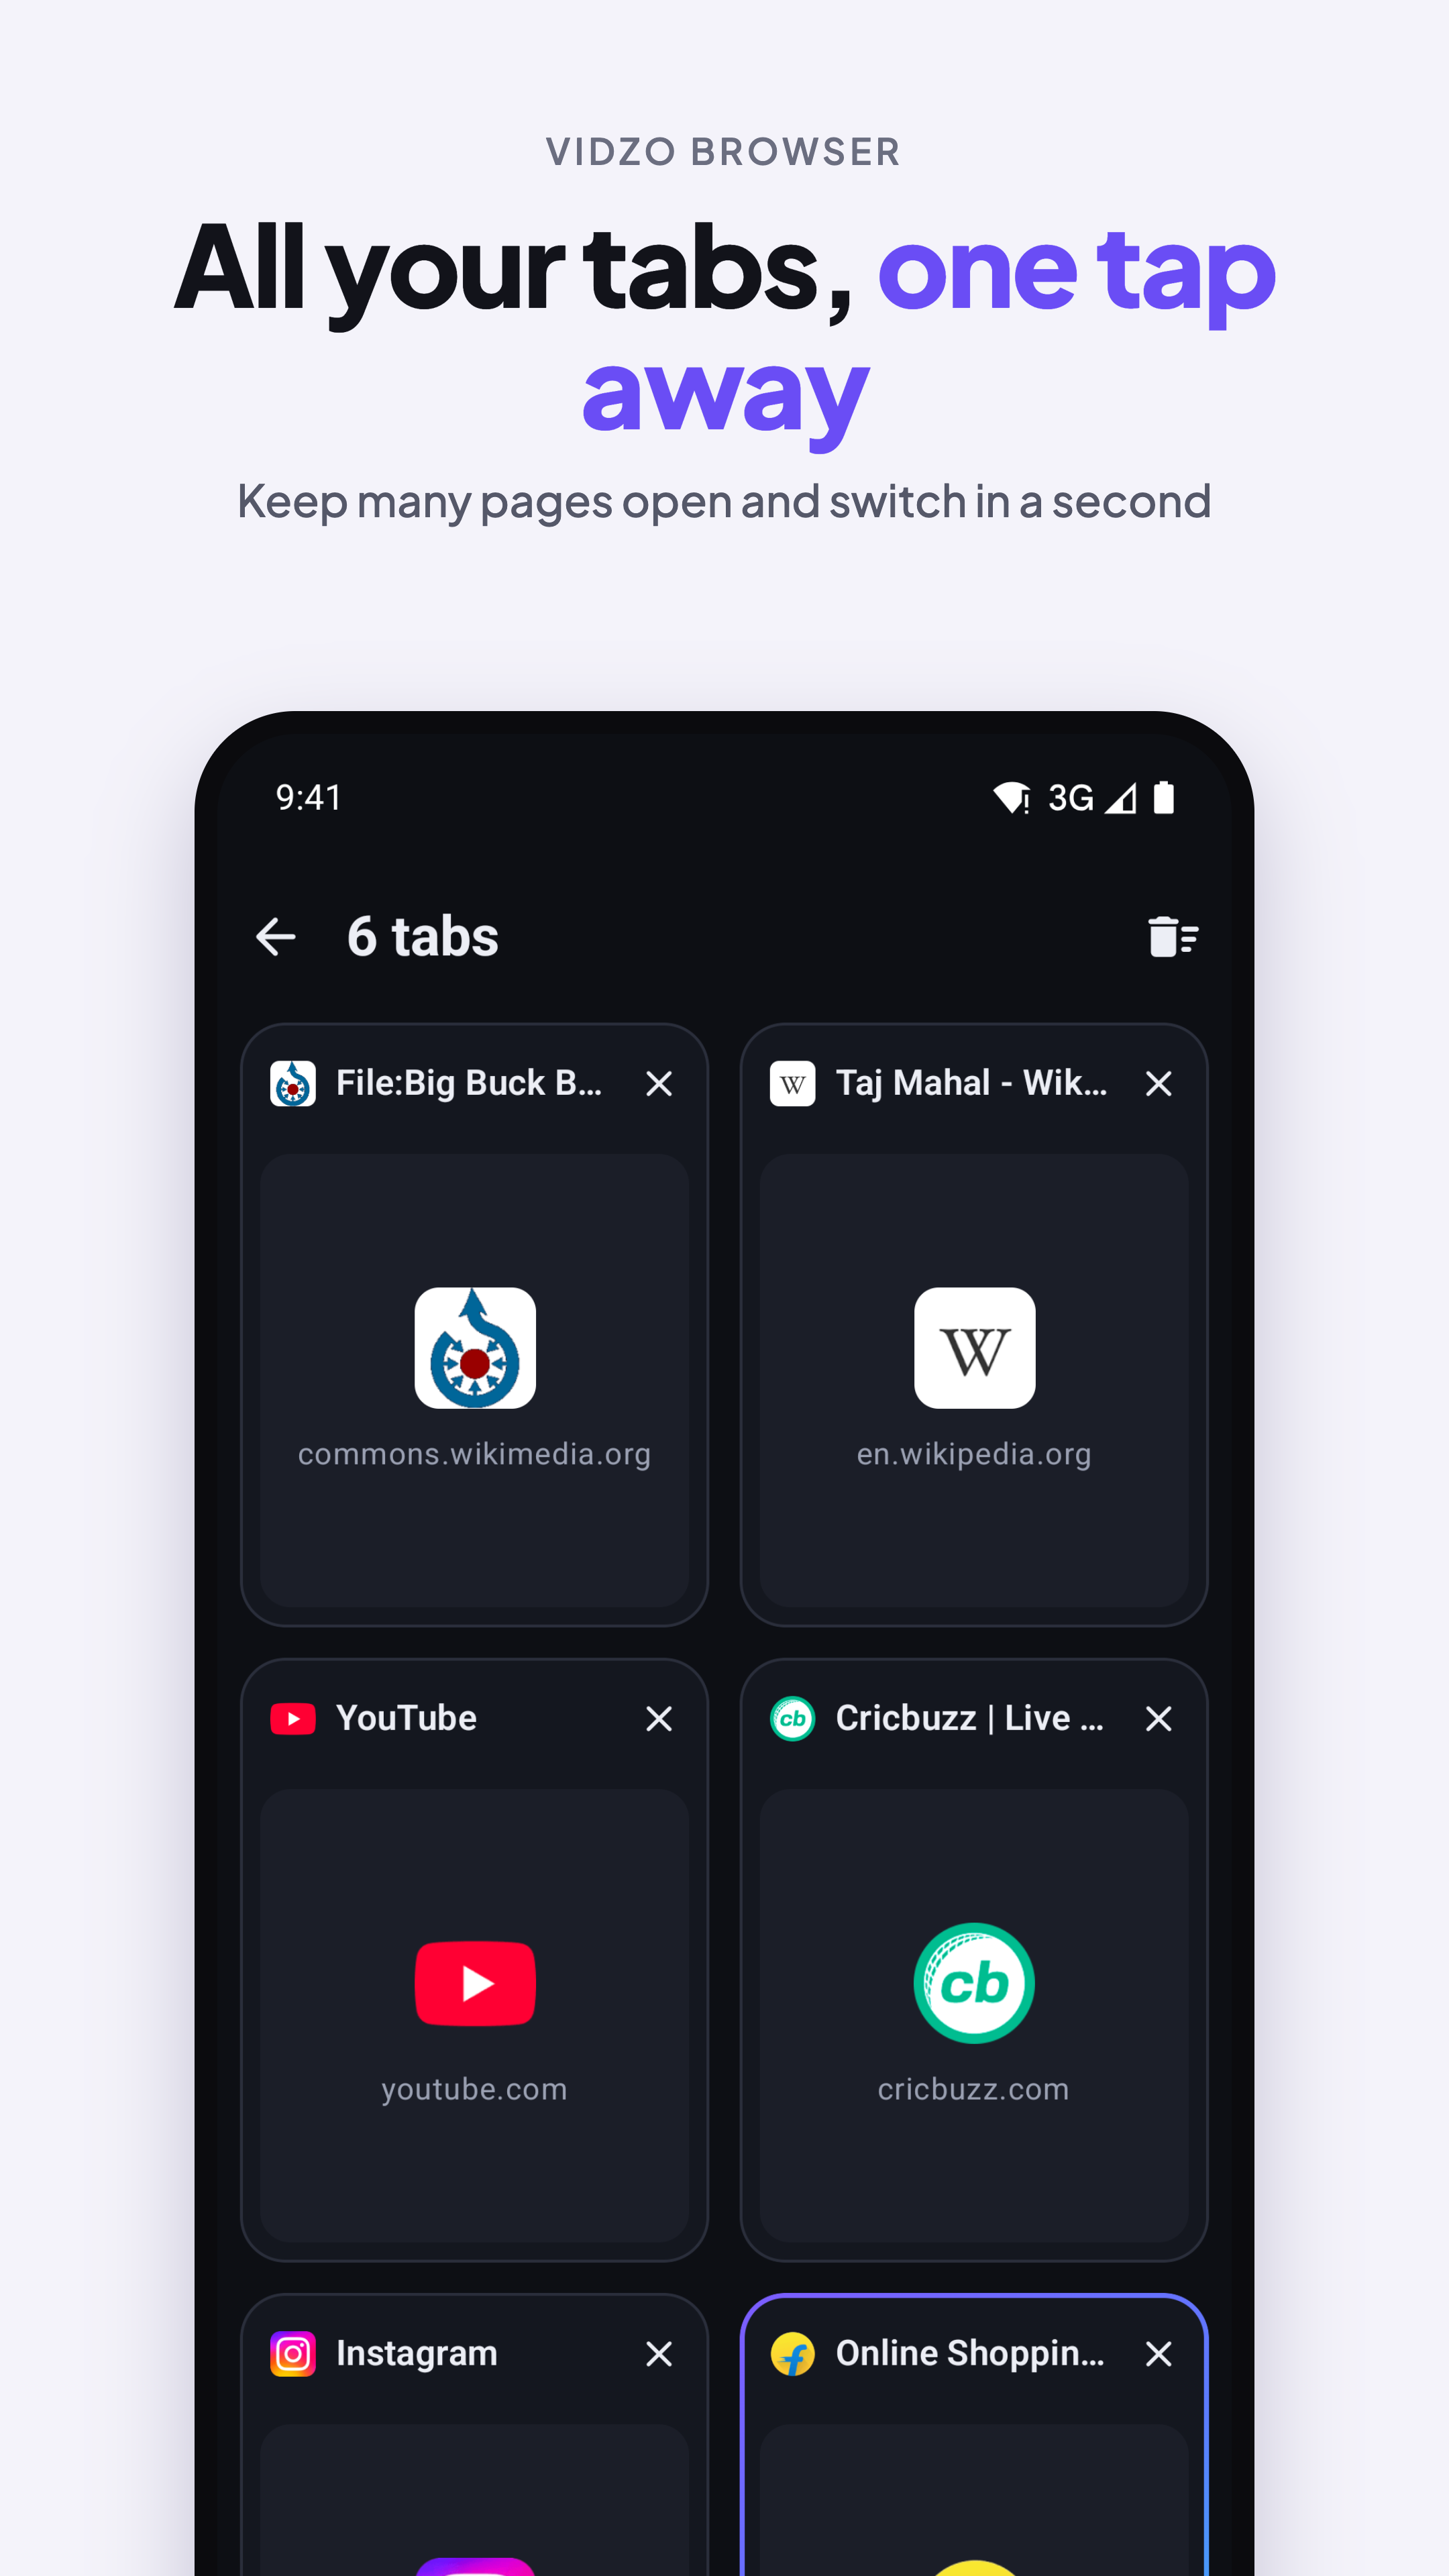 VIDZO BROWSER
All your tabs, one tap
away
Keep many pages open and switch in a second
9:41
3G
6 tabs
File:Big Buck B...
Taj Mahal - Wik...
W
W
commons.wikimedia.org
en.wikipedia.org
YouTube
cb
Cricbuzz | Live ...
cb
youtube.com
cricbuzz.com
Instagram
f
Online Shoppin...